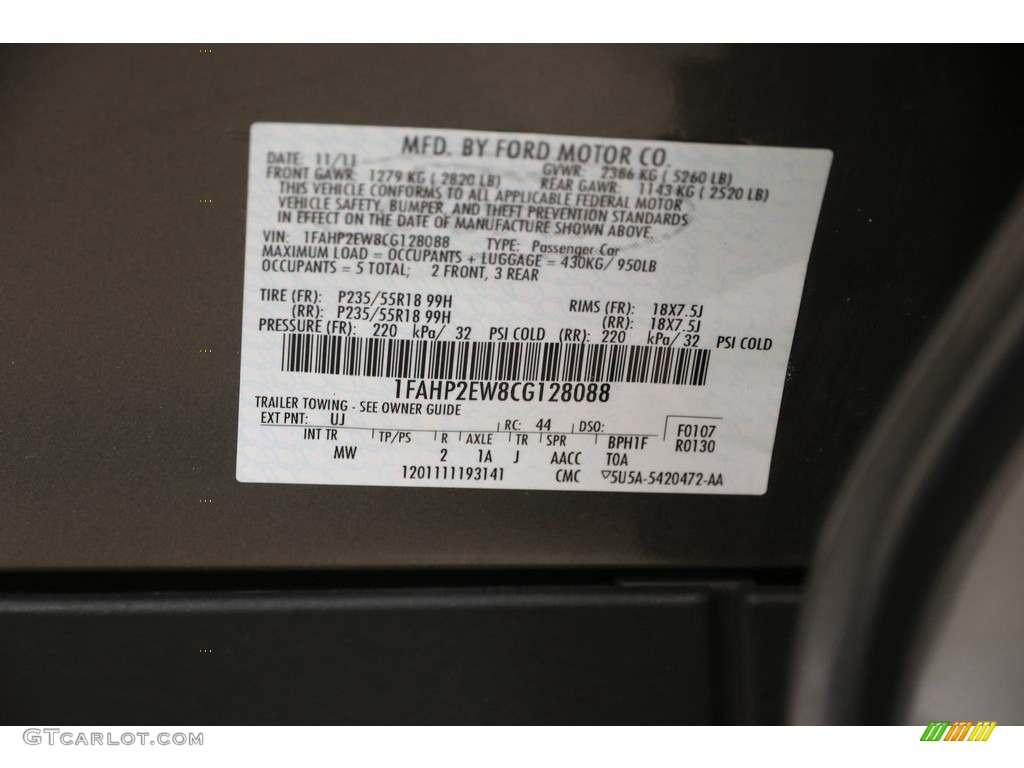 MFD. BY FORD MOTOR CO.
DATE: 11/11 GVWR: 2386 KG ( 5260 LB)
FRONT GAWR: 1279 KG ( 2820 LB) REAR GAWR: 1143 KG ( 2520 LB)
THIS VEHICLE CONFORMS TO ALL APPLICABLE FEDERAL MOTOR
VEHICLE SAFETY, BUMPER, AND THEFT PREVENTION STANDARDS
IN EFFECT ON THE DATE OF MANUFACTURE SHOWN ABOVE.
VIN: 1FAHP2EW8CG128088 TYPE: Passenger Car
MAXIMUM LOAD = OCCUPANTS + LUGGAGE = 430KG/ 950LB
OCCUPANTS = 5 TOTAL; 2 FRONT, 3 REAR
TIRE (FR): P235/55R18 99H RIMS (FR): 18X7.5J
(RR): P235/55R18 99H (RR): 18X7.5J
PRESSURE (FR): 220 kPa/ 32 PSI COLD (RR): 220 kPa/ 32 PSI COLD
1FAHP2EW8CG128088
TRAILER TOWING - SEE OWNER GUIDE
EXT PNT: UJ RC: 44 DSO: F0107
INT TR TP/PS R AXLE TR SPR BPH1F R0130
MW 2 1A J AACC TOA
1201111193141 CMC ▽5U5A-5420472-AA
GTCarlot.com